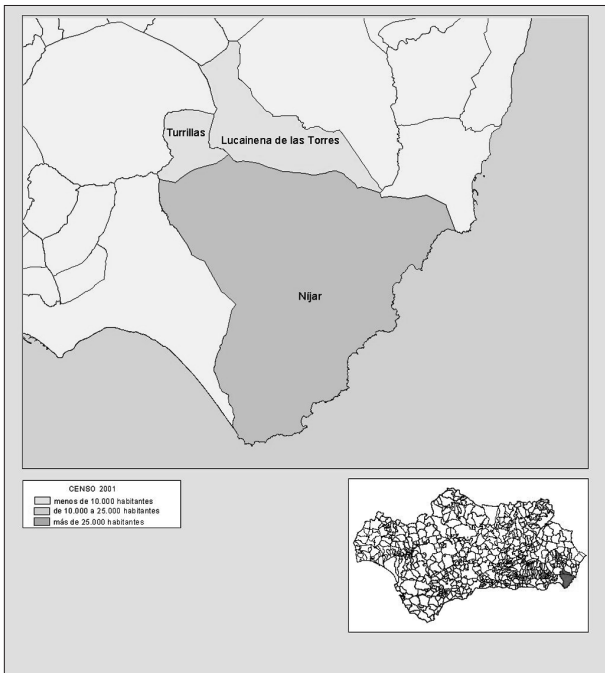 Turrillas
Lucainena de las Torres
Níjar
CENSO 2001
menos de 10.000 habitantes
de 10.000 a 25.000 habitantes
más de 25.000 habitantes